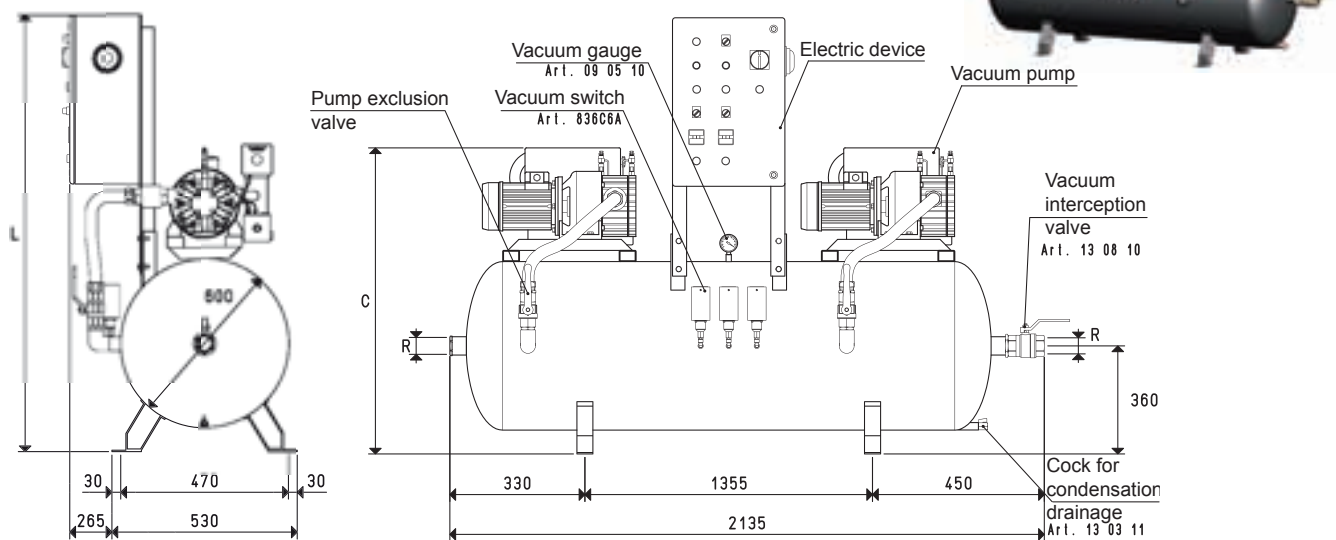 Vacuum gauge
Art. 09 05 10
Electric device
Vacuum pump
Pump exclusion
valve
Vacuum switch
Art. 836C6A
Vacuum
interception
valve
Art. 13 08 10
L
600
C
R
R
360
30
470
30
265
530
330
1355
450
2135
Cock for
condensation
drainage
Art. 13 03 11